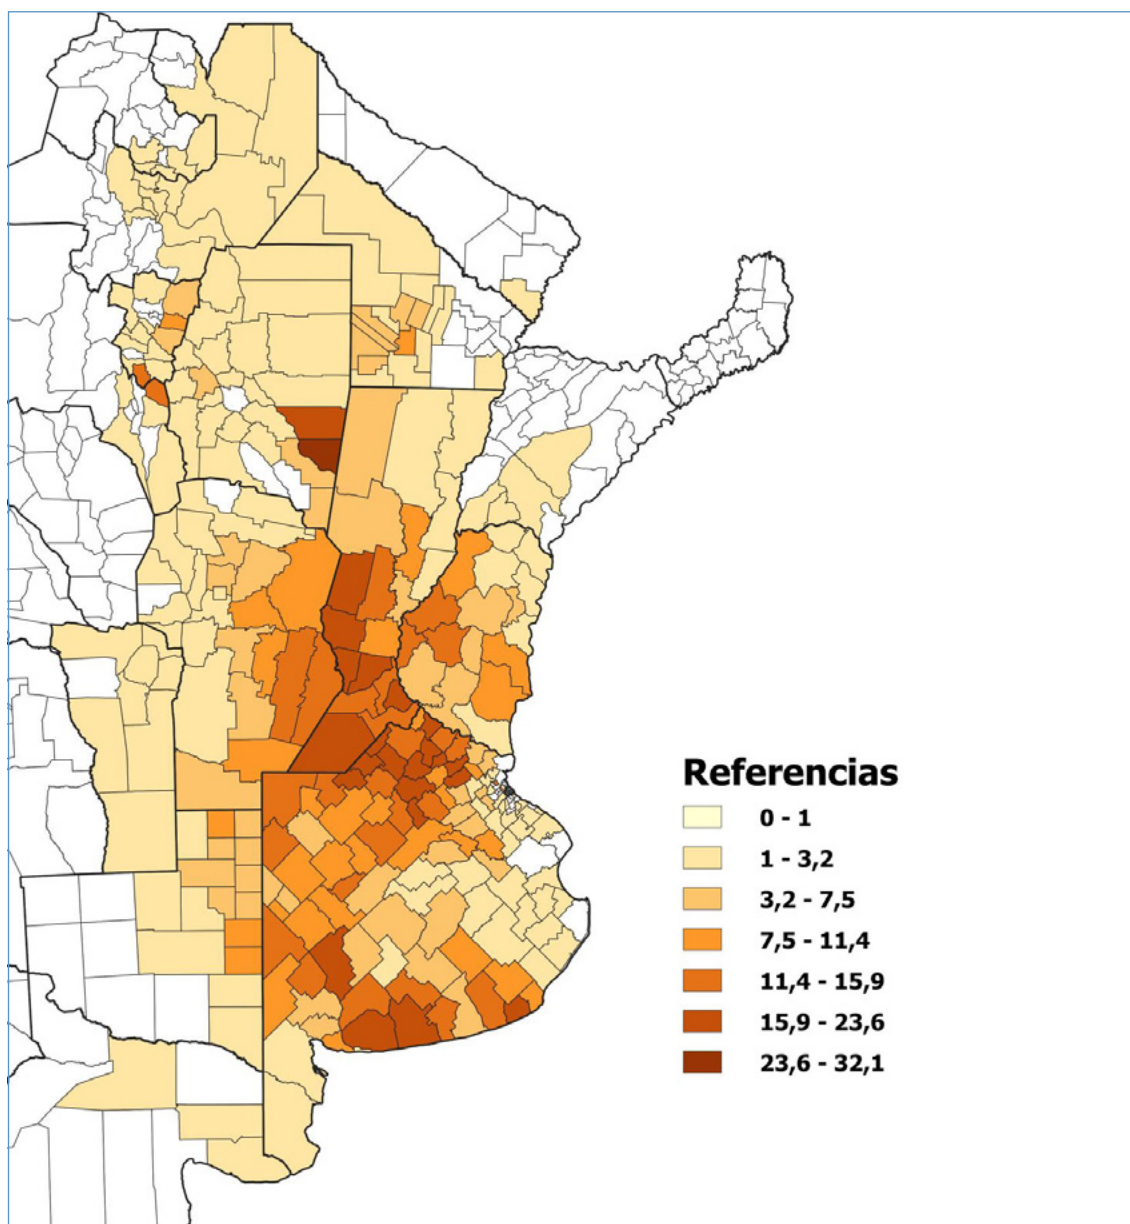 Referencias
0 - 1
1 - 3,2
3,2 - 7,5
7,5 - 11,4
11,4 - 15,9
15,9 - 23,6
23,6 - 32,1